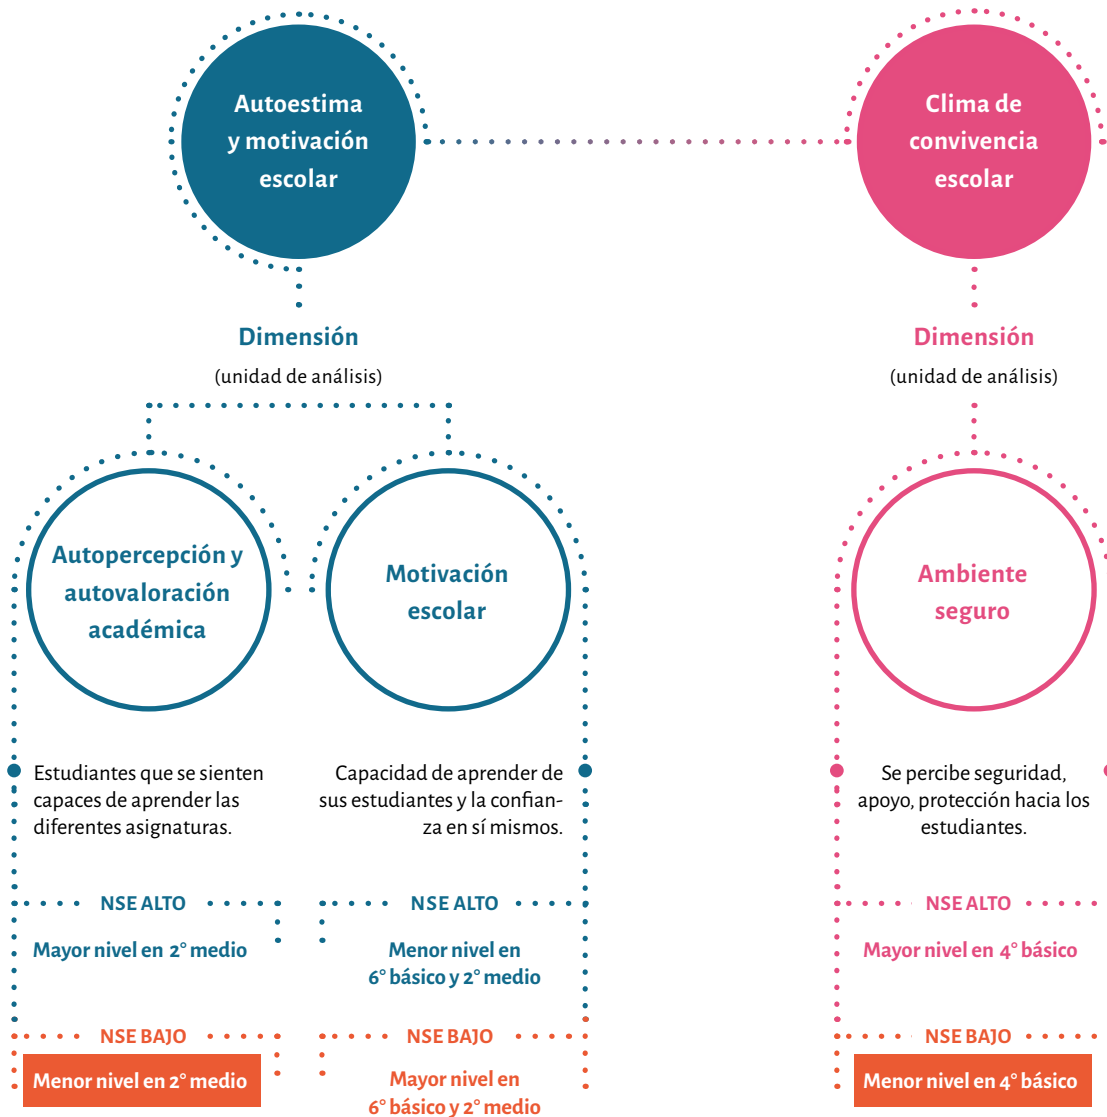 Autoestima
y motivación
escolar
Clima de
convivencia
escolar
Dimensión
(unidad de análisis)
Dimensión
(unidad de análisis)
Autopercepción y
autovaloración
académica
Motivación
escolar
Ambiente
seguro
Estudiantes que se sienten
capaces de aprender las
diferentes asignaturas.
Capacidad de aprender de
sus estudiantes y la confian-
za en sí mismos.
Se percibe seguridad,
apoyo, protección hacia los
estudiantes.
NSE ALTO
Mayor nivel en 2° medio
NSE ALTO
Menor nivel en
6° básico y 2° medio
NSE ALTO
Mayor nivel en 4° básico
NSE BAJO
Menor nivel en 2° medio
NSE BAJO
Mayor nivel en
6° básico y 2° medio
NSE BAJO
Menor nivel en 4° básico